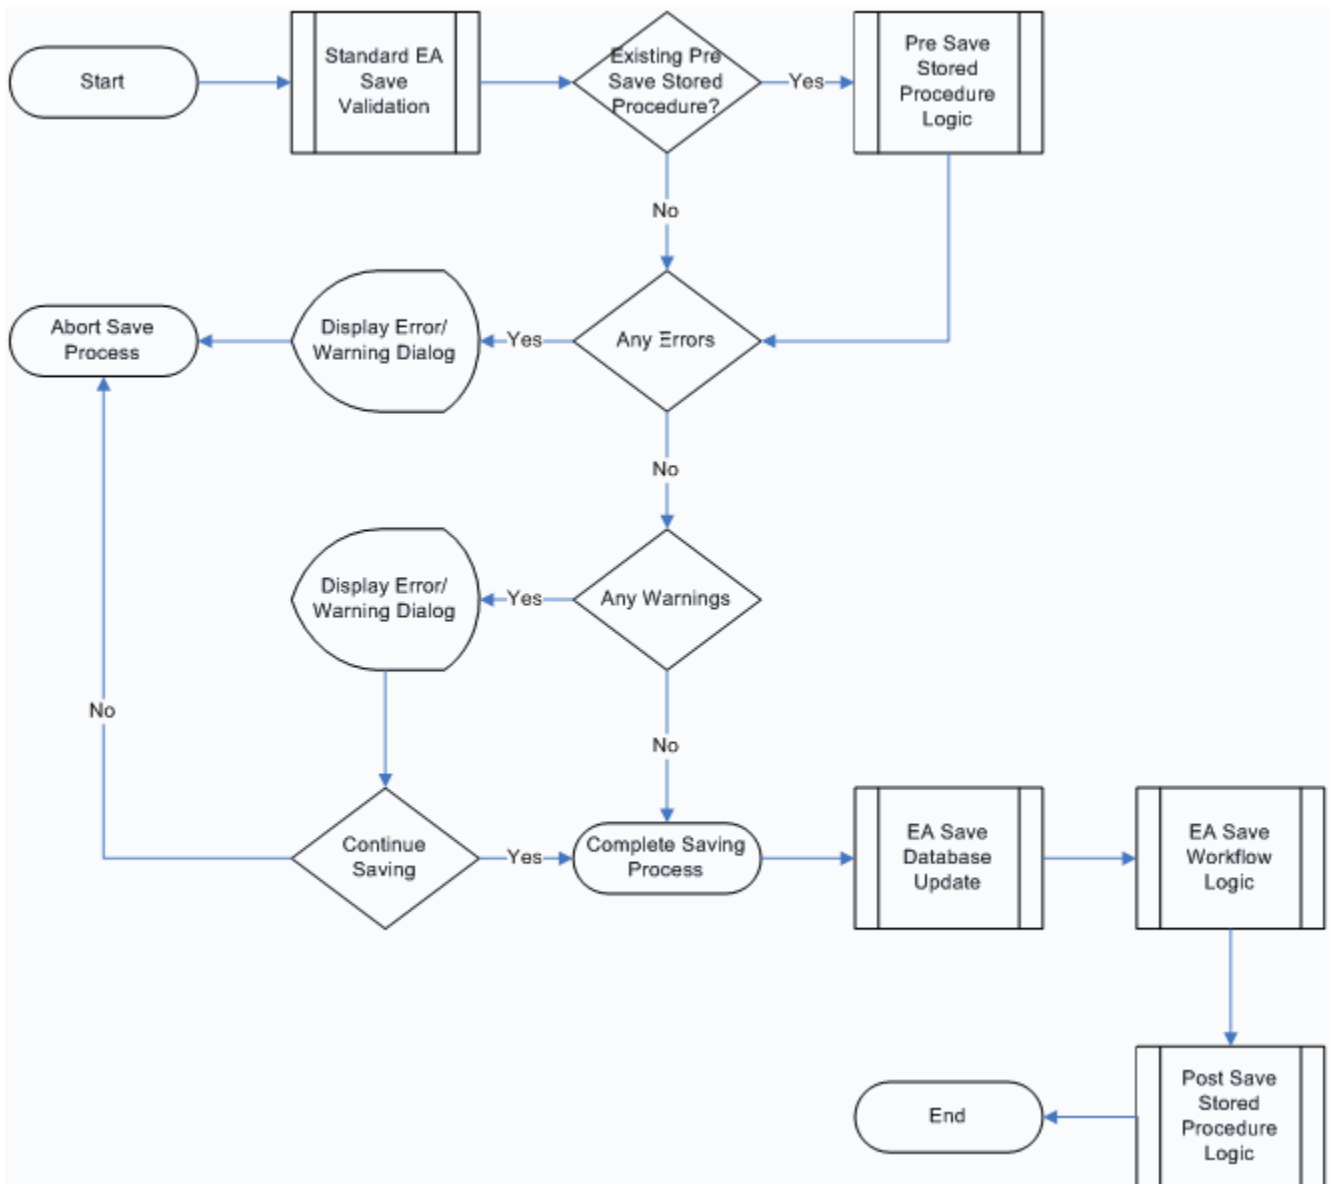 Start
Standard EA
Save
Validation
Existing Pre
Save Stored
Procedure?
Yes
Pre Save
Stored
Procedure
Logic
No
Abort Save
Process
Display Error/
Warning Dialog
Yes
Any Errors
No
Display Error/
Warning Dialog
Yes
Any Warnings
No
No
Continue
Saving
Yes
Complete Saving
Process
EA Save
Database
Update
EA Save
Workflow
Logic
End
Post Save
Stored
Procedure
Logic